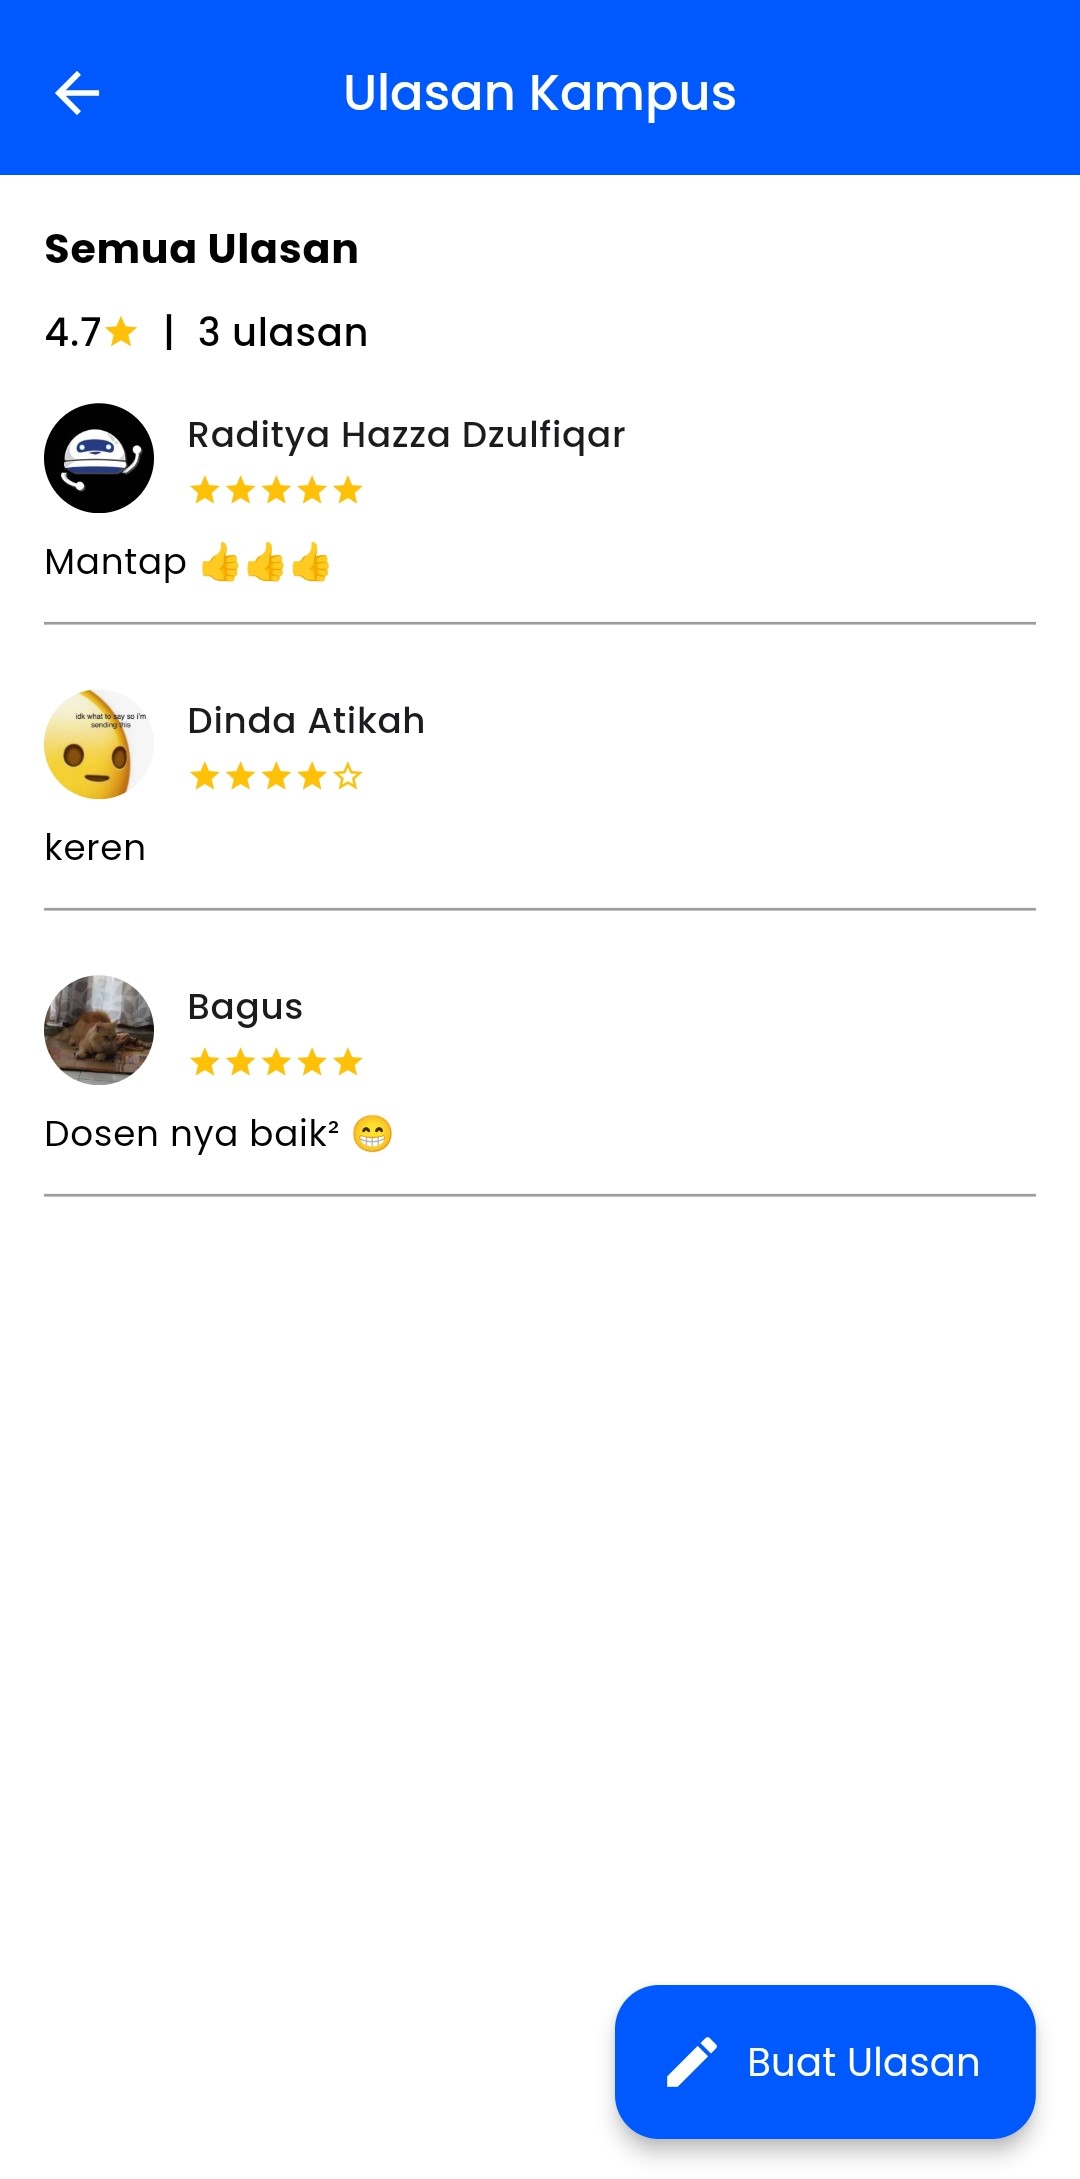 Ulasan Kampus
Semua Ulasan
4.7⭐ | 3 ulasan
Raditya Hazza Dzulfiqar
Mantap 👍👍👍
idk what to say so i'm
sending this
Dinda Atikah
keren
Bagus
Dosen nya baik² 😁
Buat Ulasan